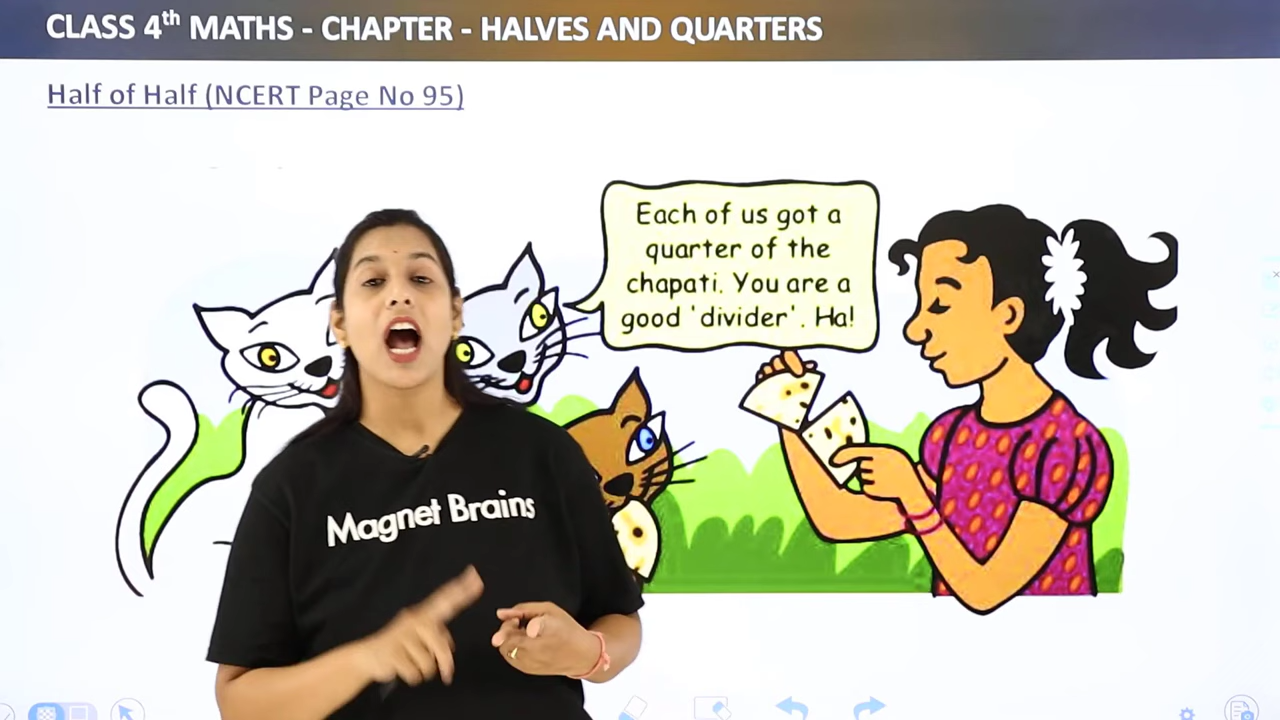 CLASS 4th MATHS - CHAPTER - HALVES AND QUARTERS
Half of Half (NCERT Page No 95)
Each of us got a
quarter of the
chapati. You are a
good 'divider'. Ha!
Magnet Brains